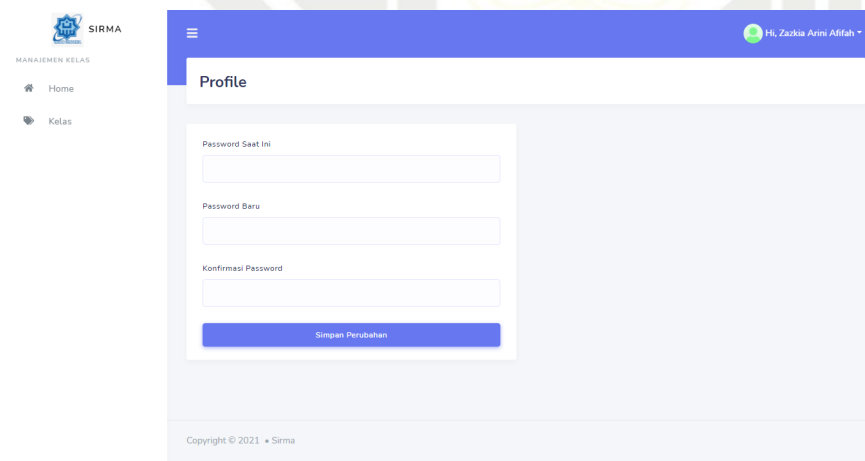 SIRMA
MANAJEMEN KELAS
Home
Kelas
Hi, Zazkia Arini Afifah
Profile
Password Saat Ini
Password Baru
Konfirmasi Password
Simpan Perubahan
Copyright © 2021 • Sirma